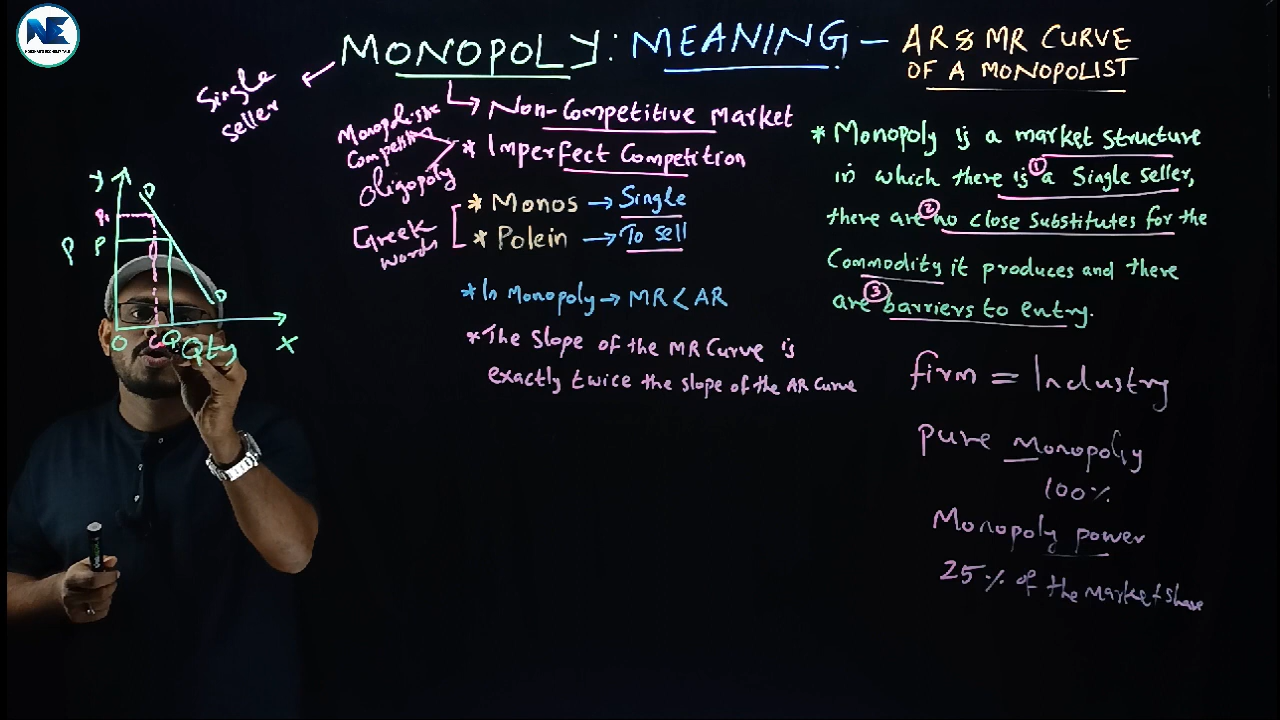 NE
MONOPOLY: MEANING – AR & MR CURVE
OF A MONOPOLIST
Single
seller
Non-Competitive market
Monopolistic
Competition
* Imperfect Competition
Oligopoly
* Monos → Single
Greek
words
* Polein → To sell
* In Monopoly → MR < AR
* The slope of the MR Curve is
exactly twice the slope of the AR Curve
* Monopoly is a market structure
in which there is ① a Single seller,
there are ② no close substitutes for the
Commodity it produces and there
are ③ barriers to entry.
firm = Industry
pure Monopoly
100%
Monopoly power
25% of the market share
Y
D
P1
P
P
D
O
Q
Qty
X